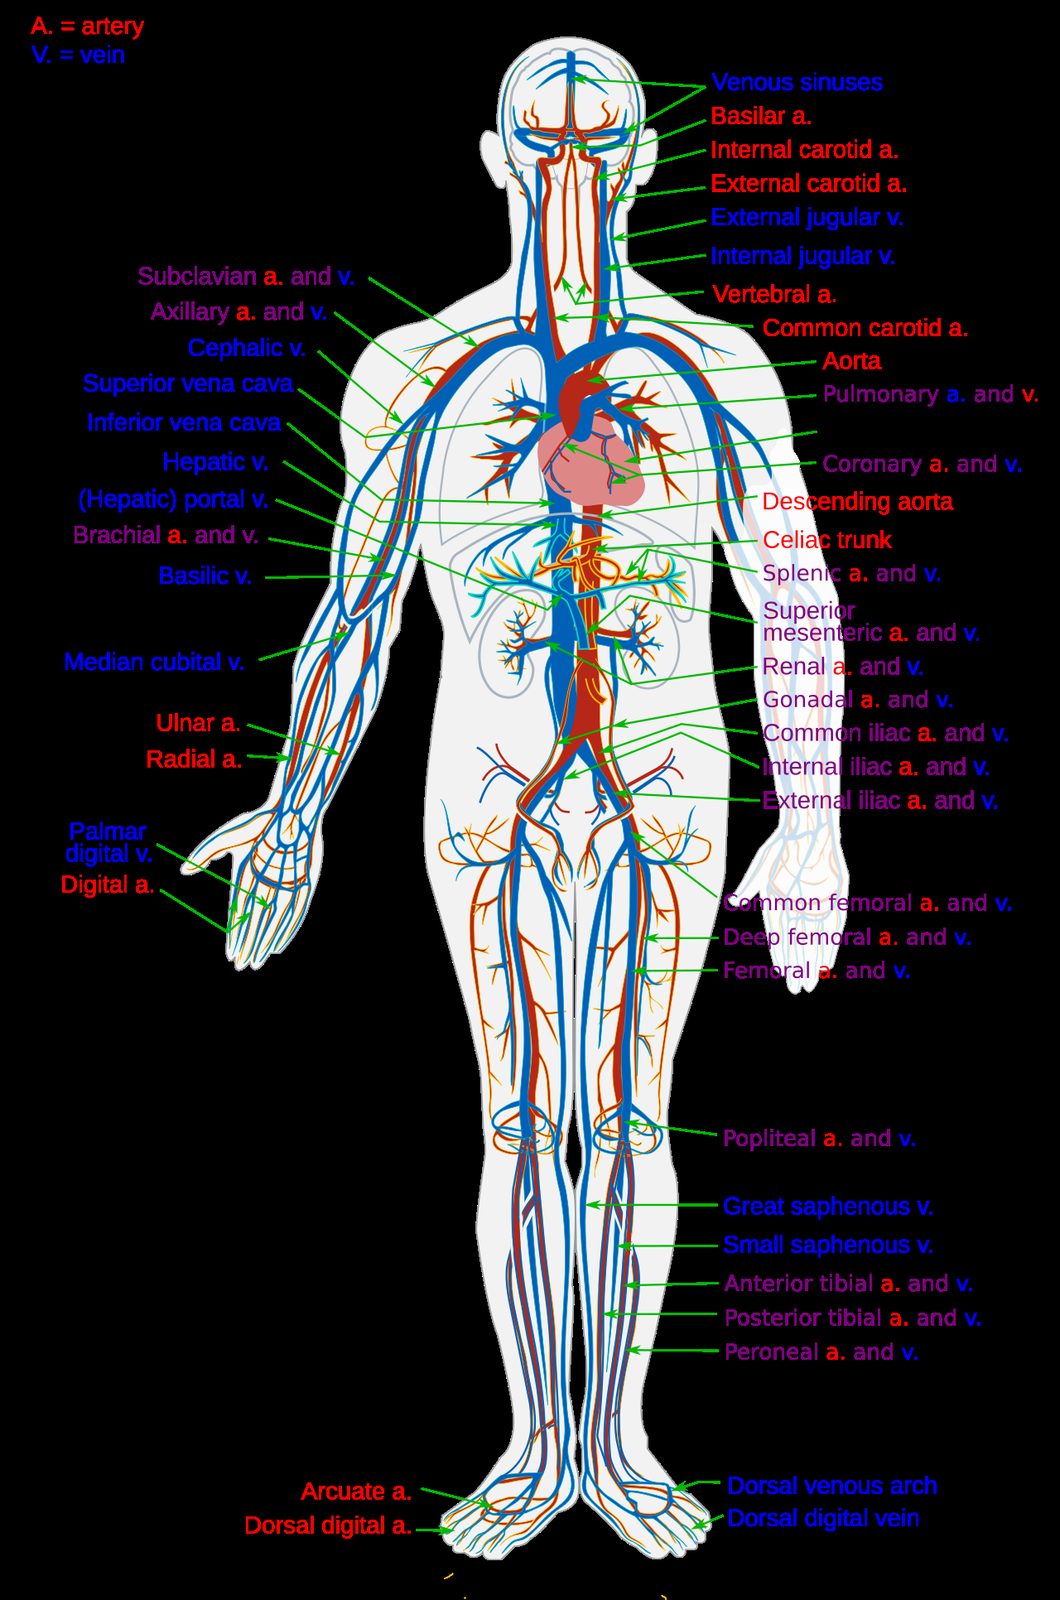 A. = artery
V. = vein
Venous sinuses
Basilar a.
Internal carotid a.
External carotid a.
External jugular v.
Internal jugular v.
Vertebral a.
Common carotid a.
Aorta
Pulmonary a. and v.
Coronary a. and v.
Descending aorta
Celiac trunk
Splenic a. and v.
Superior
mesenteric a. and v.
Renal a. and v.
Gonadal a. and v.
Common iliac a. and v.
Internal iliac a. and v.
External iliac a. and v.
Common femoral a. and v.
Deep femoral a. and v.
Femoral a. and v.
Popliteal a. and v.
Great saphenous v.
Small saphenous v.
Anterior tibial a. and v.
Posterior tibial a. and v.
Peroneal a. and v.
Dorsal venous arch
Dorsal digital vein
Subclavian a. and v.
Axillary a. and v.
Cephalic v.
Superior vena cava
Inferior vena cava
Hepatic v.
(Hepatic) portal v.
Brachial a. and v.
Basilic v.
Median cubital v.
Ulnar a.
Radial a.
Palmar
digital v.
Digital a.
Arcuate a.
Dorsal digital a.